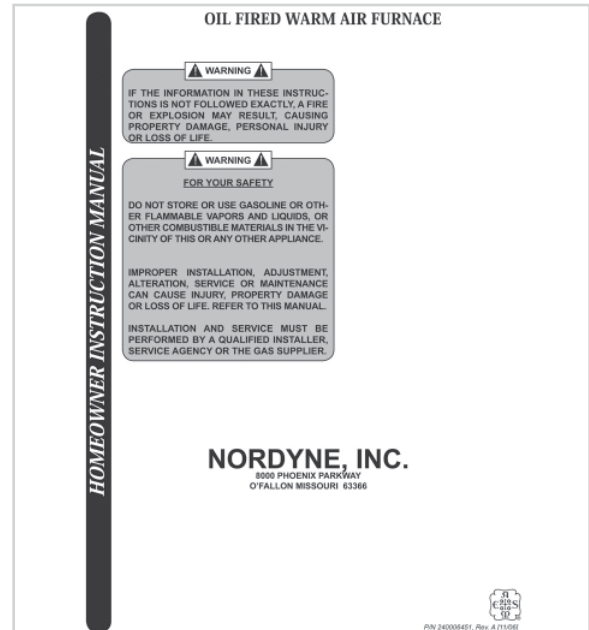 OIL FIRED WARM AIR FURNACE
HOMEOWNER INSTRUCTION MANUAL
WARNING
IF THE INFORMATION IN THESE INSTRUC-
TIONS IS NOT FOLLOWED EXACTLY, A FIRE
OR EXPLOSION MAY RESULT, CAUSING
PROPERTY DAMAGE, PERSONAL INJURY
OR LOSS OF LIFE.
WARNING
FOR YOUR SAFETY
DO NOT STORE OR USE GASOLINE OR OTH-
ER FLAMMABLE VAPORS AND LIQUIDS, OR
OTHER COMBUSTIBLE MATERIALS IN THE VI-
CINITY OF THIS OR ANY OTHER APPLIANCE.
IMPROPER INSTALLATION, ADJUSTMENT,
ALTERATION, SERVICE OR MAINTENANCE
CAN CAUSE INJURY, PROPERTY DAMAGE
OR LOSS OF LIFE. REFER TO THIS MANUAL.
INSTALLATION AND SERVICE MUST BE
PERFORMED BY A QUALIFIED INSTALLER,
SERVICE AGENCY OR THE GAS SUPPLIER.
NORDYNE, INC.
8000 PHOENIX PARKWAY
O'FALLON MISSOURI 63366
P/N 240008451, Rev. A [11/06]